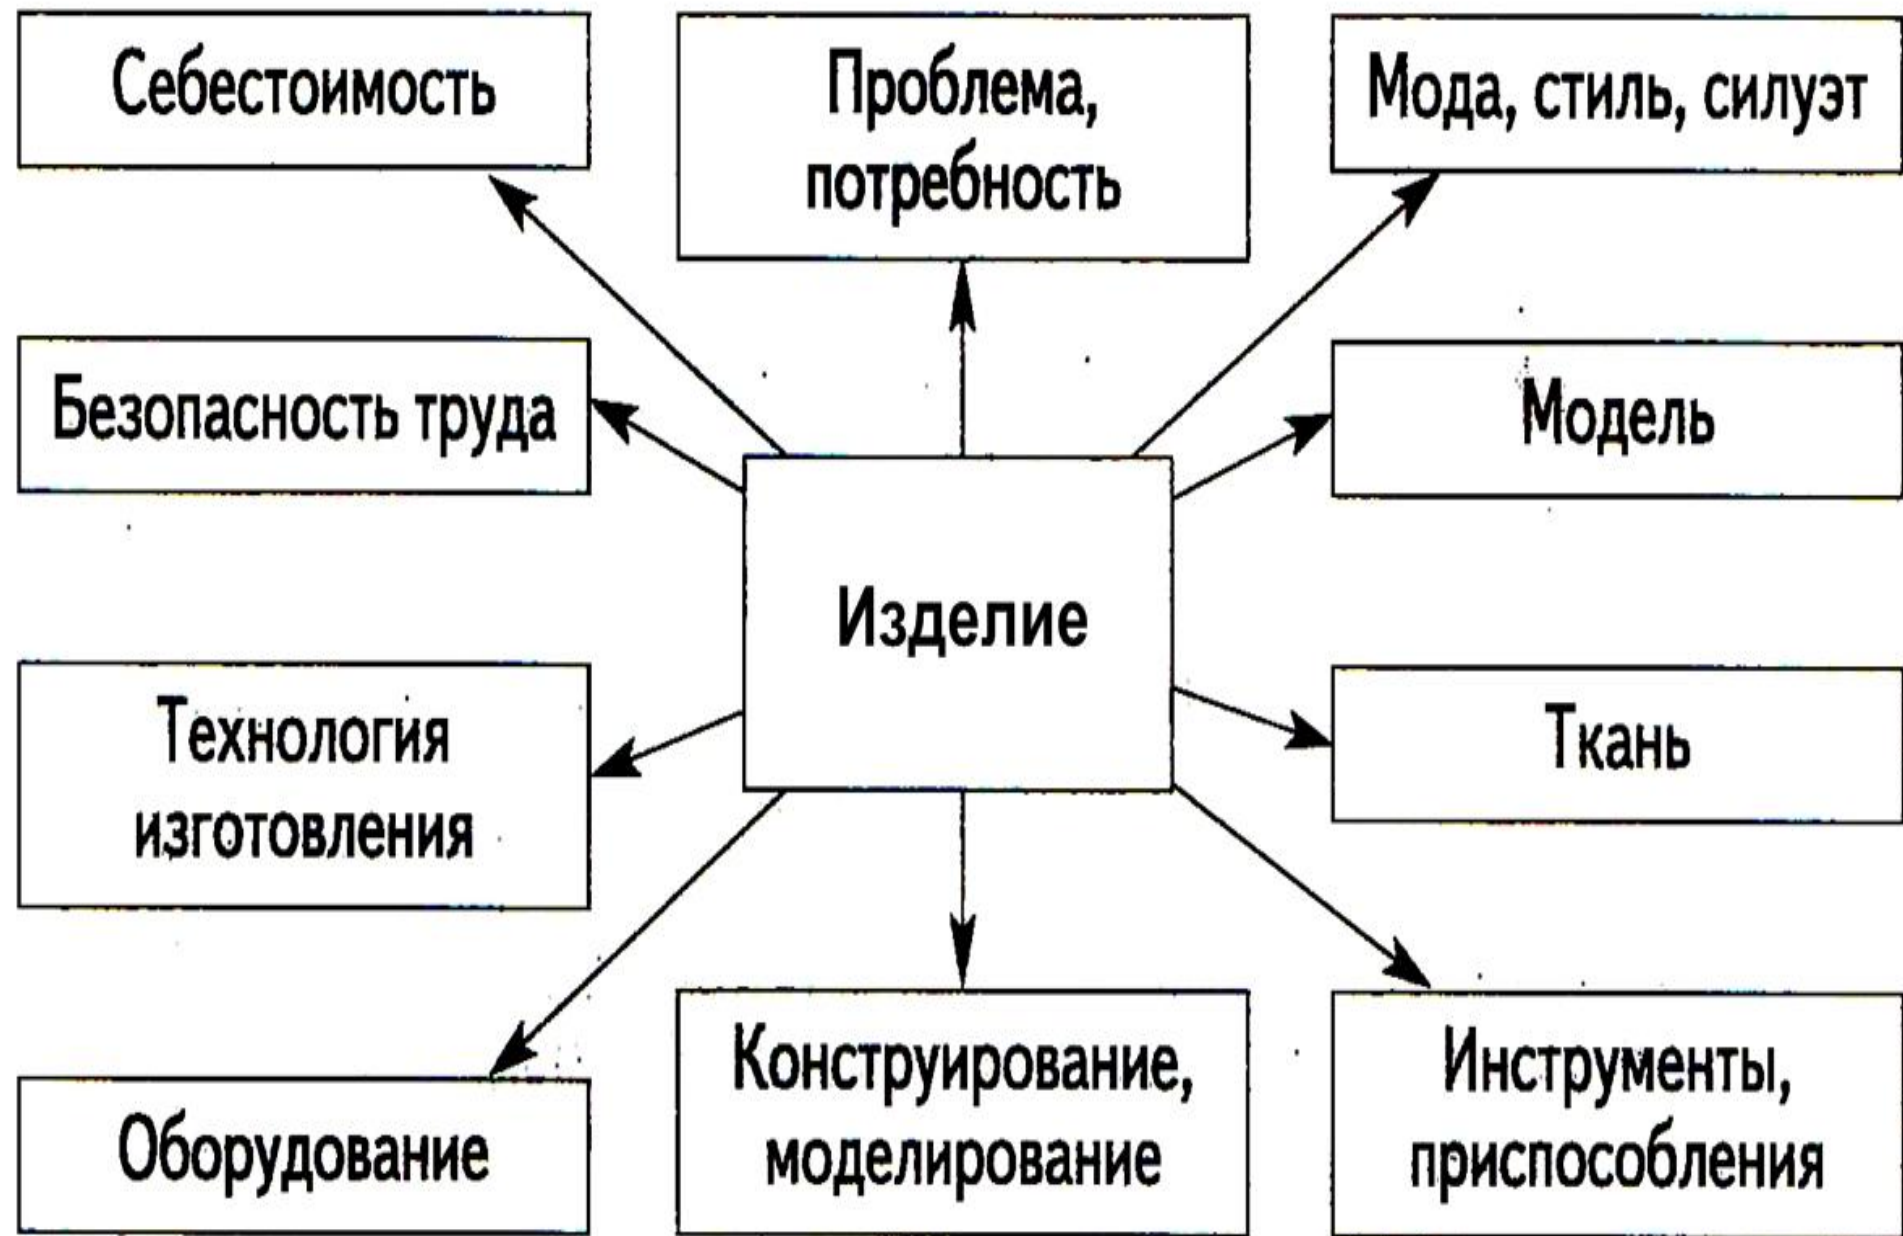 Себестоимость
Проблема,
потребность
Мода, стиль, силуэт
Безопасность труда
Модель
Изделие
Технология
изготовления
Ткань
Оборудование
Конструирование,
моделирование
Инструменты,
приспособления